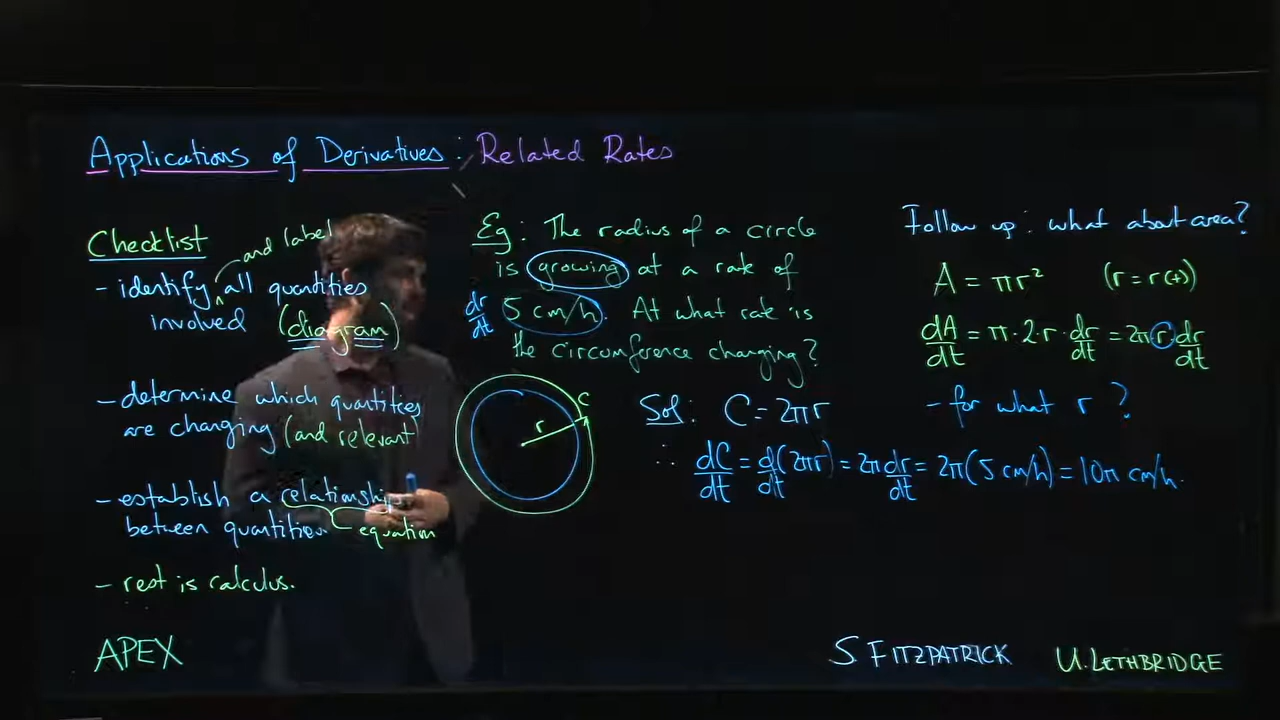 Applications of Derivatives: Related Rates
Checklist
and label
- identify all quantities
involved (diagram)
- determine which quantities
are changing (and relevant)
- establish a relationship
between quantities
equation
- rest is calculus.
APEX
Eg: The radius of a circle
is growing at a rate of
dr/dt 5 cm/h. At what rate is
the circumference changing?
C
r
Sol: C = 2πr
∴ dC/dt = d/dt(2πr) = 2π dr/dt = 2π(5 cm/h) = 10π cm/h.
Follow up: what about area?
A = πr² (r = r(t))
dA/dt = π·2·r·dr/dt = 2πr dr/dt
- for what r?
S FITZPATRICK U. LETHBRIDGE